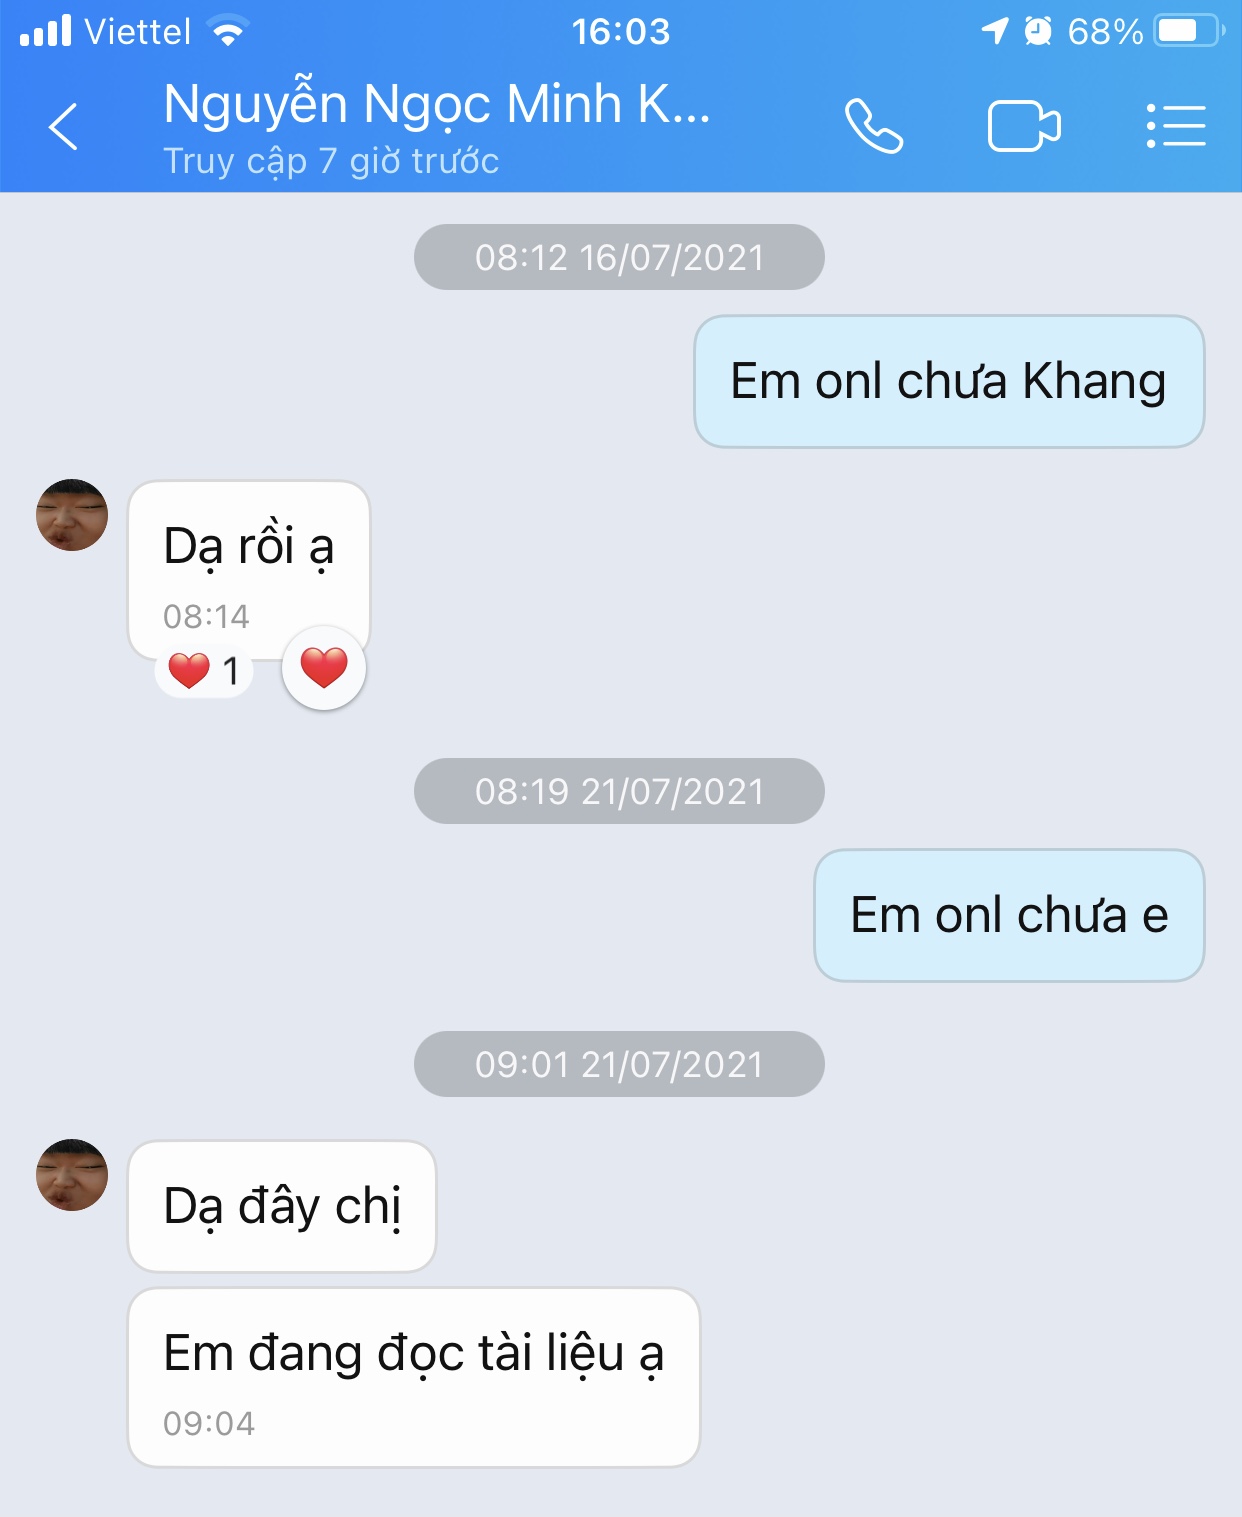 Viettel 16:03 68%
Nguyễn Ngọc Minh K...
Truy cập 7 giờ trước
08:12 16/07/2021
Em onl chưa Khang
Dạ rồi ạ
08:14
1
08:19 21/07/2021
Em onl chưa e
09:01 21/07/2021
Dạ đây chị
Em đang đọc tài liệu ạ
09:04